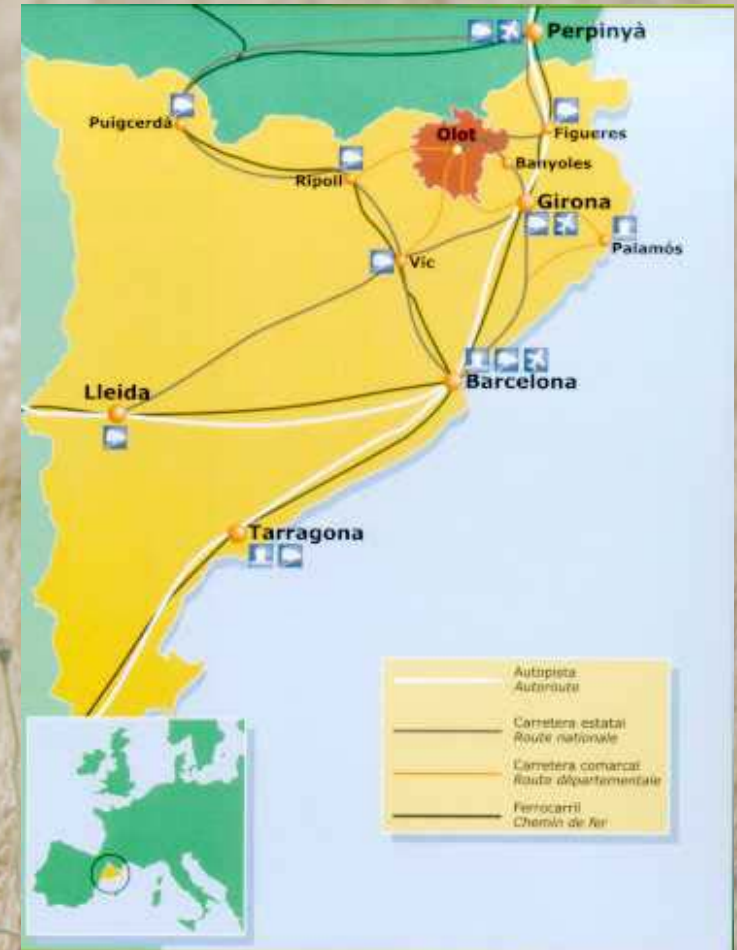 Perpinyà
Puigcerdà
Olot
Figueres
Ripoll
Banyoles
Girona
Palamós
Vic
Lleida
Barcelona
Tarragona
Autopista
Autoroute
Carretera estatal
Route nationale
Carretera comarcal
Route départementale
Ferrocarril
Chemin de fer